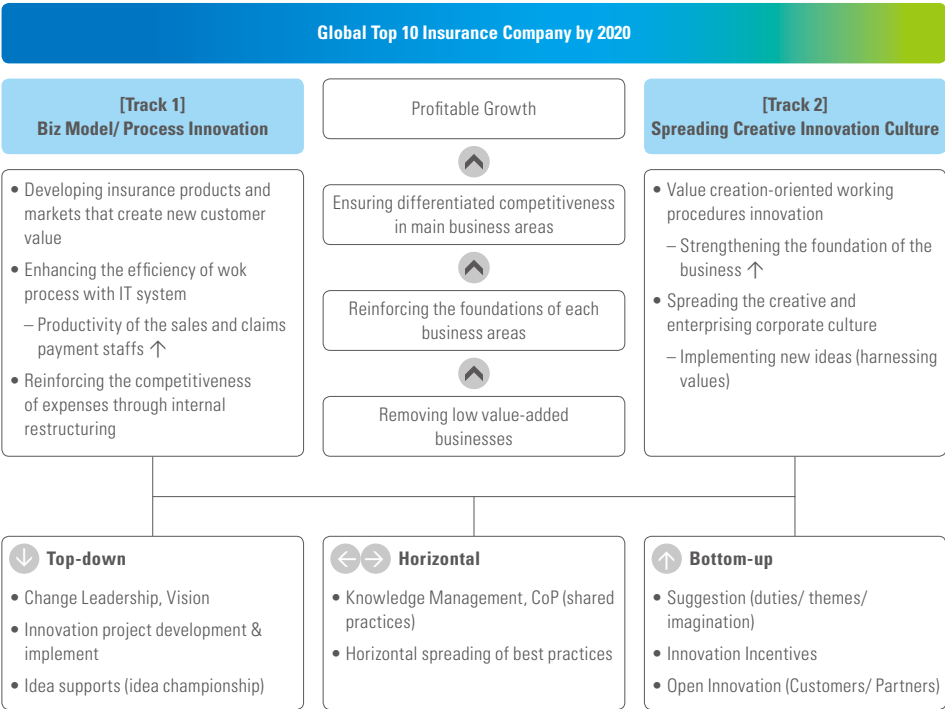 Global Top 10 Insurance Company by 2020
[Track 1]
Biz Model/ Process Innovation
• Developing insurance products and
markets that create new customer
value
• Enhancing the efficiency of wok
process with IT system
– Productivity of the sales and claims
payment staffs ↑
• Reinforcing the competitiveness
of expenses through internal
restructuring
Profitable Growth
Ensuring differentiated competitiveness
in main business areas
Reinforcing the foundations of each
business areas
Removing low value-added
businesses
[Track 2]
Spreading Creative Innovation Culture
• Value creation-oriented working
procedures innovation
– Strengthening the foundation of the
business ↑
• Spreading the creative and
enterprising corporate culture
– Implementing new ideas (harnessing
values)
Top-down
• Change Leadership, Vision
• Innovation project development &
implement
• Idea supports (idea championship)
Horizontal
• Knowledge Management, CoP (shared
practices)
• Horizontal spreading of best practices
Bottom-up
• Suggestion (duties/ themes/
imagination)
• Innovation Incentives
• Open Innovation (Customers/ Partners)